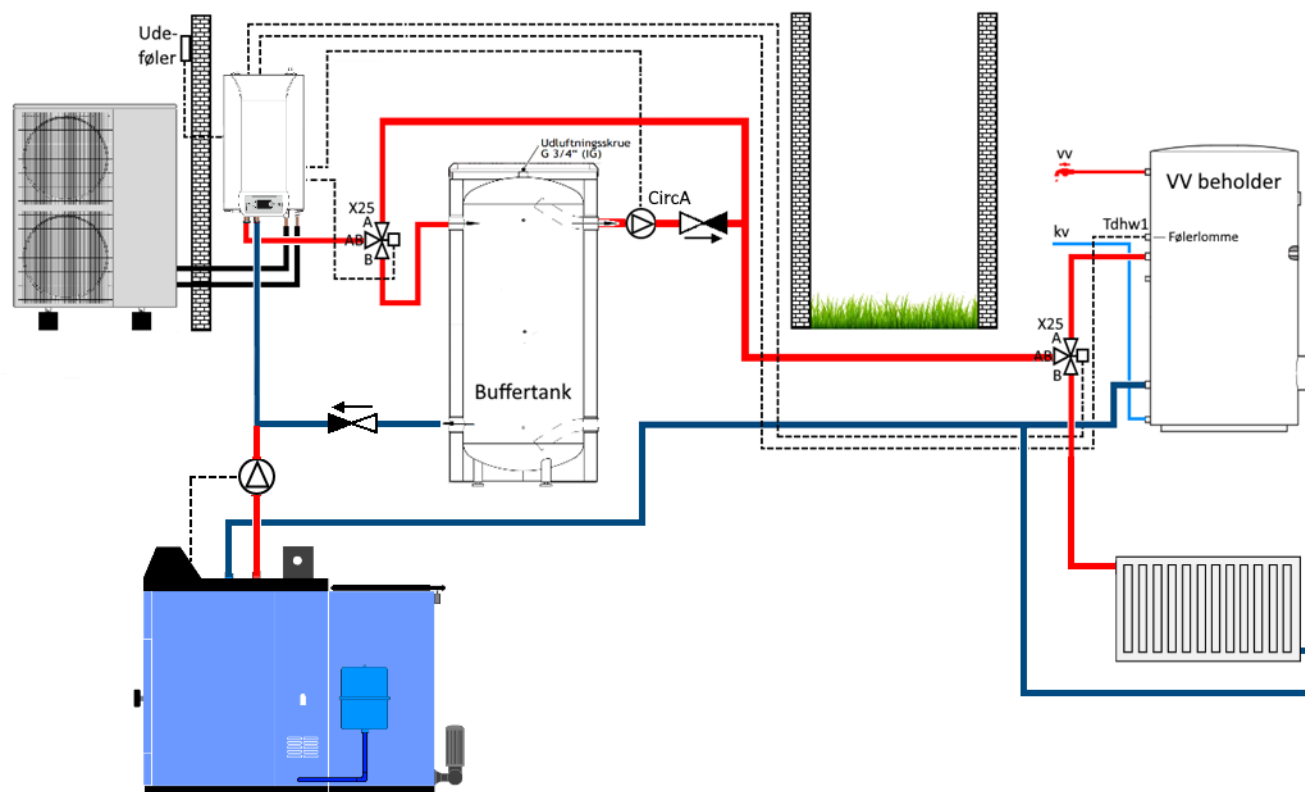 Ude-
føler
Udluftningsskrue
G 3/4" (IG)
X25
A
AB
B
CircA
Buffertank
vv
VV beholder
Tdhw1
Følerlomme
kv
X25
A
AB
B